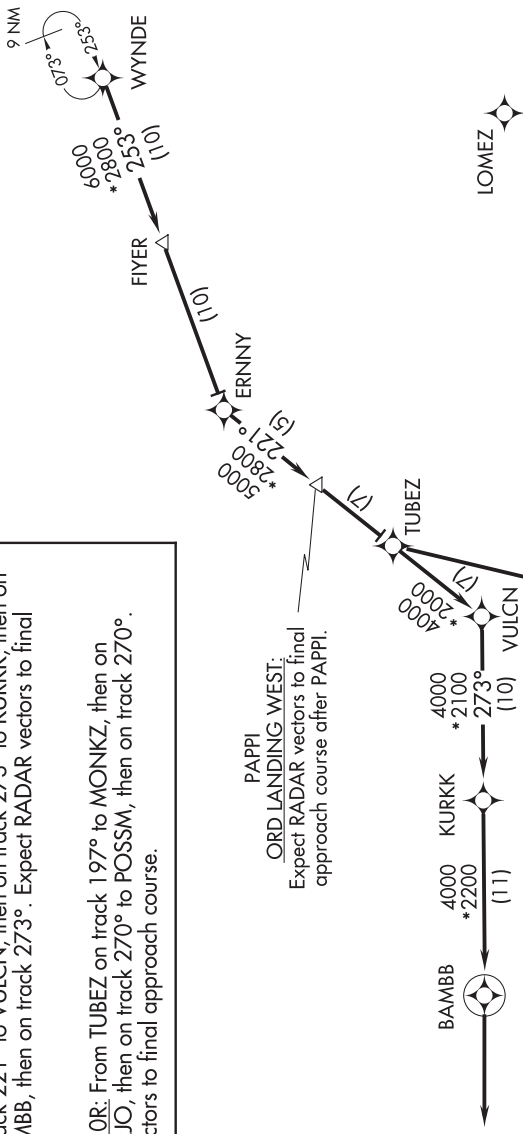 9 NM
253°
073°
WYNDE
6000
*2800
253°
(10)
LOMEZ
FIYER
(10)
ERNNY
5000
*2800
221°
(5)
(7)
TUBEZ
4000
*2000
(7)
VULCN
PAPPI
ORD LANDING WEST:
Expect RADAR vectors to final
approach course after PAPPI.
4000
*2100
273°
(10)
KURKK
4000
*2200
(11)
BAMBB
221° to VULCN, then on track 273° to KURKK, then on
MBB, then on track 273°. Expect RADAR vectors to final
0R: From TUBEZ on track 197° to MONKZ, then on
JO, then on track 270° to POSSM, then on track 270°.
ctors to final approach course.